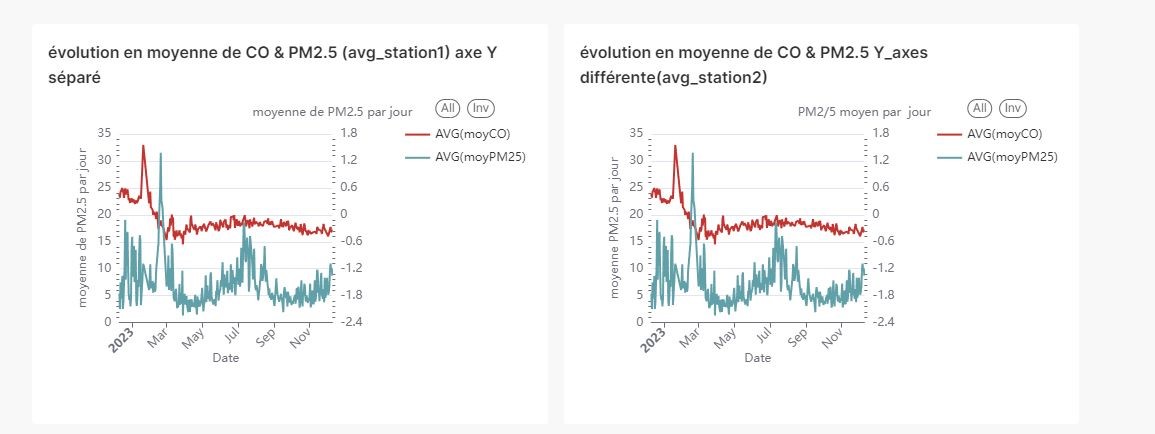 évolution en moyenne de CO & PM2.5 (avg_station1) axe Y
séparé
moyenne de PM2.5 par jour
All Inv
AVG(moyCO)
AVG(moyPM25)
moyenne de PM2.5 par jour
35
30
25
20
15
10
5
0
1.8
1.2
0.6
0
-0.6
-1.2
-1.8
-2.4
2023 Mar May Jul Sep Nov
Date
évolution en moyenne de CO & PM2.5 Y_axes
différente(avg_station2)
PM2/5 moyen par jour
All Inv
AVG(moyCO)
AVG(moyPM25)
moyenne PM2.5 par jour
35
30
25
20
15
10
5
0
1.8
1.2
0.6
0
-0.6
-1.2
-1.8
-2.4
2023 Mar May Jul Sep Nov
Date